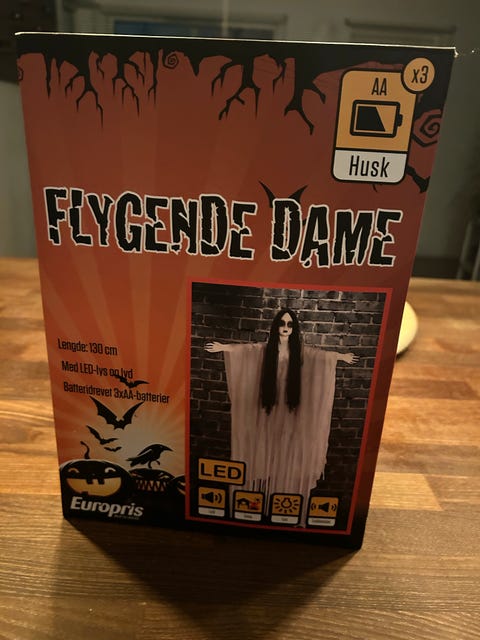 x3
AA
Husk
FLYGENDE DAME
Lengde: 130 cm
Med LED-lys og lyd
Batteridrevet 3xAA-batterier
LED
Europris